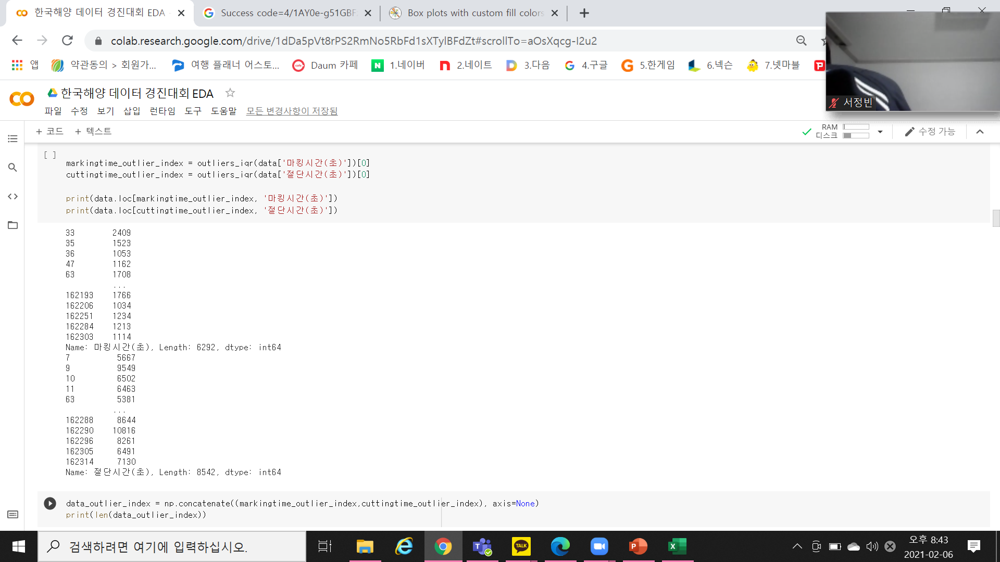 한국해양 데이터 경진대회 EDA
Success code=4/1AY0e-g51GBF
Box plots with custom fill colors
colab.research.google.com/drive/1dDa5pVt8rPS2RmNo5RbFd1sXTylBFdZt#scrollTo=aOsXqcg-I2u2
앱 약관동의 > 회원가... 여행 플래너 어스토... Daum 카페 1.네이버 2.네이트 3.다음 4.구글 5.한게임 6.넥슨 7.넷마블
한국해양 데이터 경진대회 EDA
서정빈
파일 수정 보기 삽입 런타임 도구 도움말 모든 변경사항이 저장됨
+ 코드 + 텍스트
RAM
디스크
수정 가능
[ ]
markingtime_outlier_index = outliers_iqr(data['마킹시간(초)'])[0]
cuttingtime_outlier_index = outliers_iqr(data['절단시간(초)'])[0]
print(data.loc[markingtime_outlier_index, '마킹시간(초)'])
print(data.loc[cuttingtime_outlier_index, '절단시간(초)'])
33 2409
35 1523
36 1053
47 1162
63 1708
...
162193 1766
162206 1034
162251 1234
162284 1213
162303 1114
Name: 마킹시간(초), Length: 6292, dtype: int64
7 5667
9 9549
10 6502
11 6463
63 5381
...
162288 8644
162290 10816
162296 8261
162305 6491
162314 7130
Name: 절단시간(초), Length: 8542, dtype: int64
data_outlier_index = np.concatenate((markingtime_outlier_index,cuttingtime_outlier_index), axis=None)
print(len(data_outlier_index))
검색하려면 여기에 입력하십시오.
TALK
오후 8:43
2021-02-06